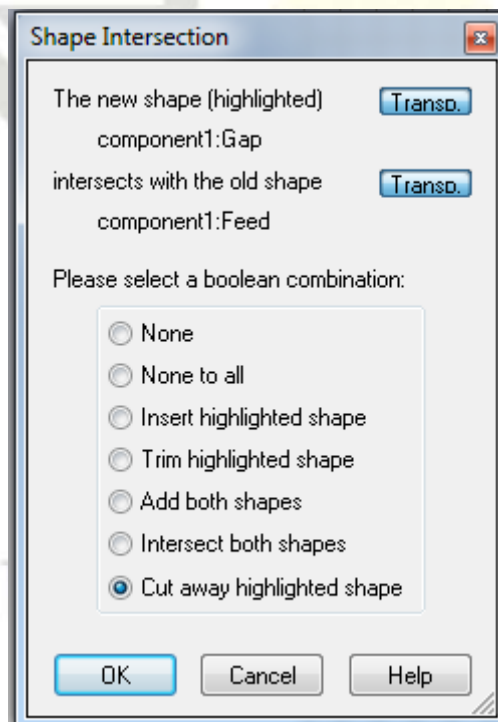 Shape Intersection
The new shape (highlighted) Transp.
component1:Gap
intersects with the old shape Transp.
component1:Feed
Please select a boolean combination:
None
None to all
Insert highlighted shape
Trim highlighted shape
Add both shapes
Intersect both shapes
Cut away highlighted shape
OK Cancel Help